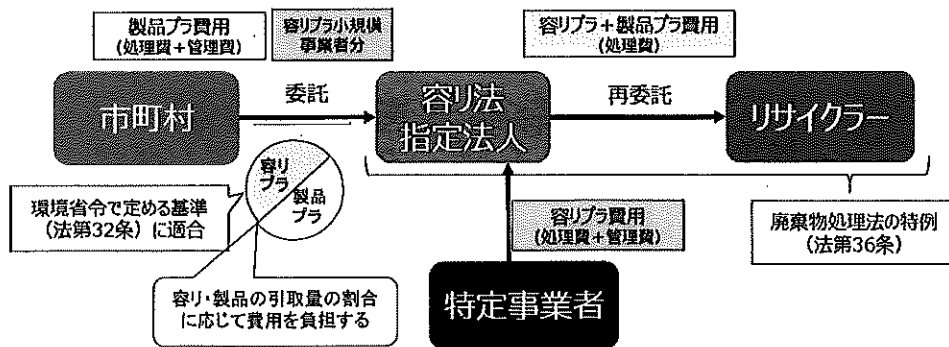 製品プラ費用
(処理費＋管理費)
容リプラ小規模
事業者分
容リプラ＋製品プラ費用
(処理費)
市町村
委託
容リ法
指定法人
再委託
リサイクラー
容リ
プラ
製品
プラ
環境省令で定める基準
（法第32条）に適合
容リプラ費用
(処理費＋管理費)
廃棄物処理法の特例
（法第36条）
容リ・製品の引取量の割合
に応じて費用を負担する
特定事業者